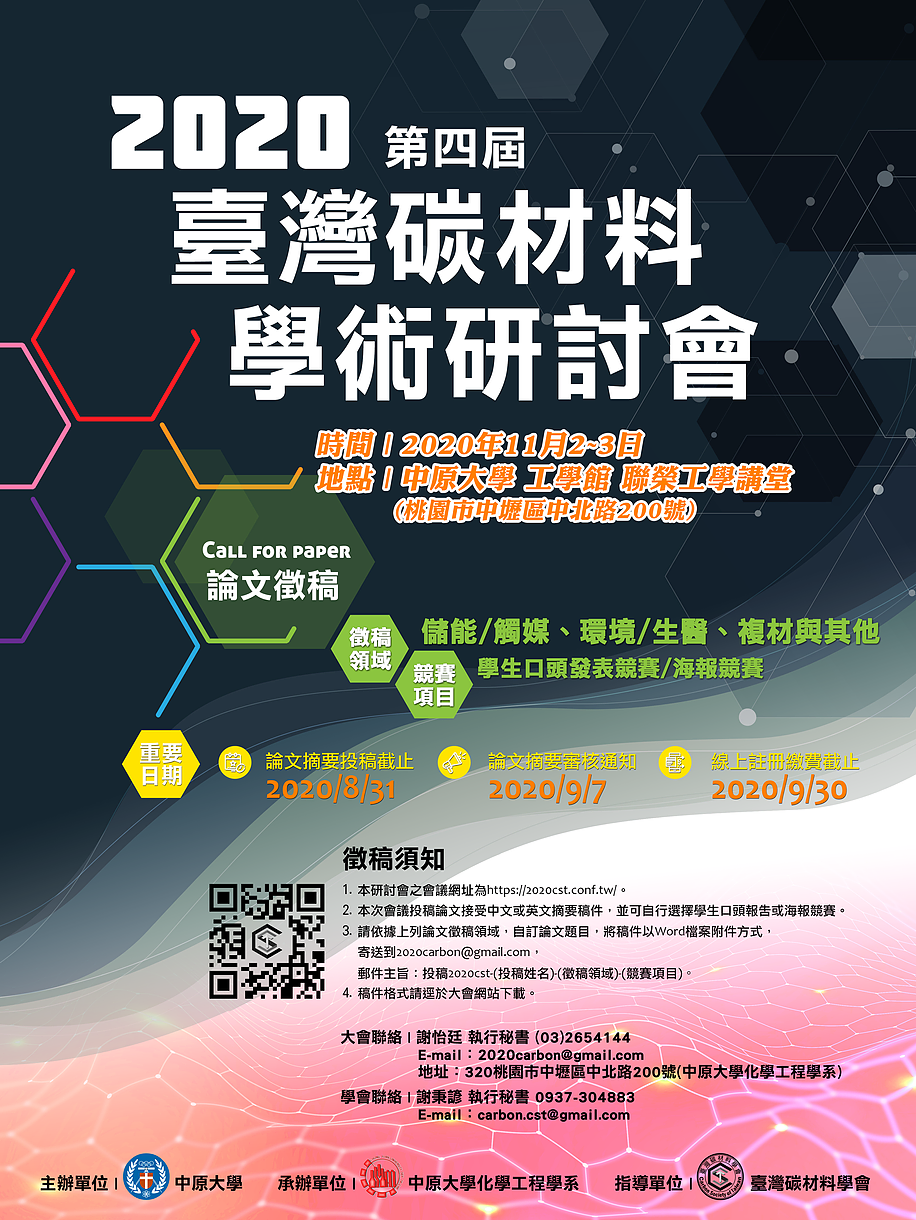 2020 第四屆
臺灣碳材料
學術研討會
時間 | 2020年11月2~3日
地點 | 中原大學 工學館 聯榮工學講堂
(桃園市中壢區中北路200號)
CALL FOR PAPER
論文徵稿
徵稿
領域
儲能/觸媒、環境/生醫、複材與其他
競賽
項目
學生口頭發表競賽/海報競賽
重要
日期
論文摘要投稿截止
2020/8/31
論文摘要審核通知
2020/9/7
線上註冊繳費截止
2020/9/30
徵稿須知
1. 本研討會之會議網址為https://2020cst.conf.tw/。
2. 本次會議投稿論文接受中文或英文摘要稿件，並可自行選擇學生口頭報告或海報競賽。
3. 請依據上列論文徵稿領域，自訂論文題目，將稿件以Word檔案附件方式，
寄送到2020carbon@gmail.com，
郵件主旨：投稿2020cst-(投稿姓名)-(徵稿領域)-(競賽項目)。
4. 稿件格式請逕於大會網站下載。
大會聯絡 | 謝怡廷 執行秘書 (03)2654144
E-mail：2020carbon@gmail.com
地址：320桃園市中壢區中北路200號(中原大學化學工程學系)
學會聯絡 | 謝秉諺 執行秘書 0937-304883
E-mail：carbon.cst@gmail.com
主辦單位 | 中原大學 承辦單位 | 中原大學化學工程學系 指導單位 | 臺灣碳材料學會